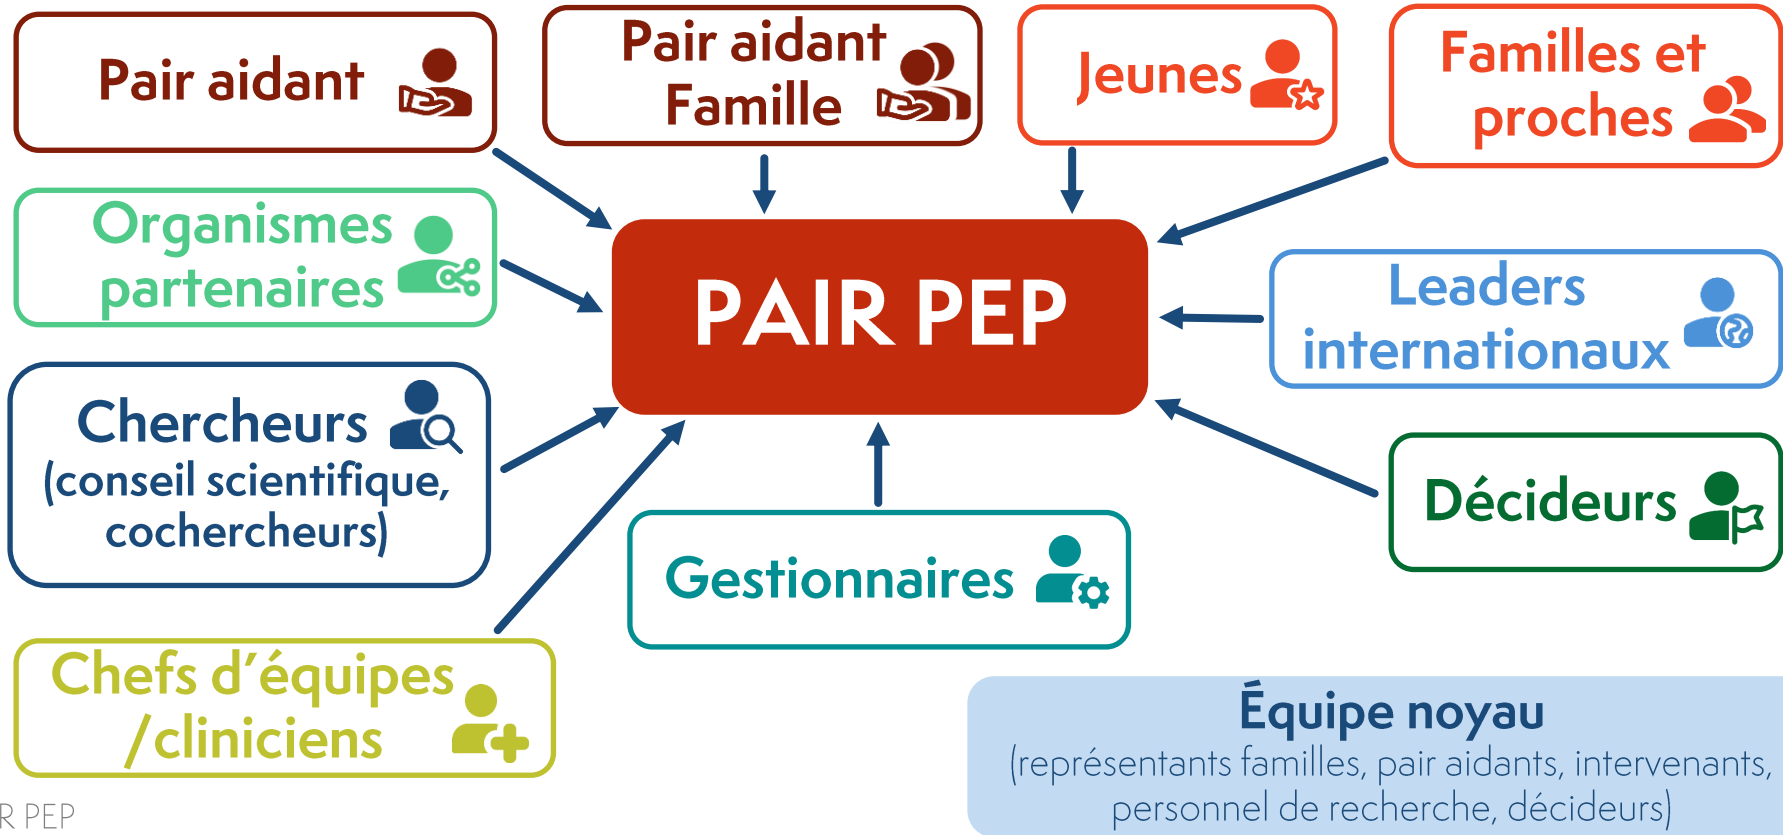 Pair aidant
Pair aidant
Famille
Jeunes
Familles et
proches
Organismes
partenaires
PAIR PEP
Leaders
internationaux
Chercheurs
(conseil scientifique,
cochercheurs)
Décideurs
Gestionnaires
Chefs d’équipes
/cliniciens
Équipe noyau
(représentants familles, pair aidants, intervenants,
personnel de recherche, décideurs)
R PEP